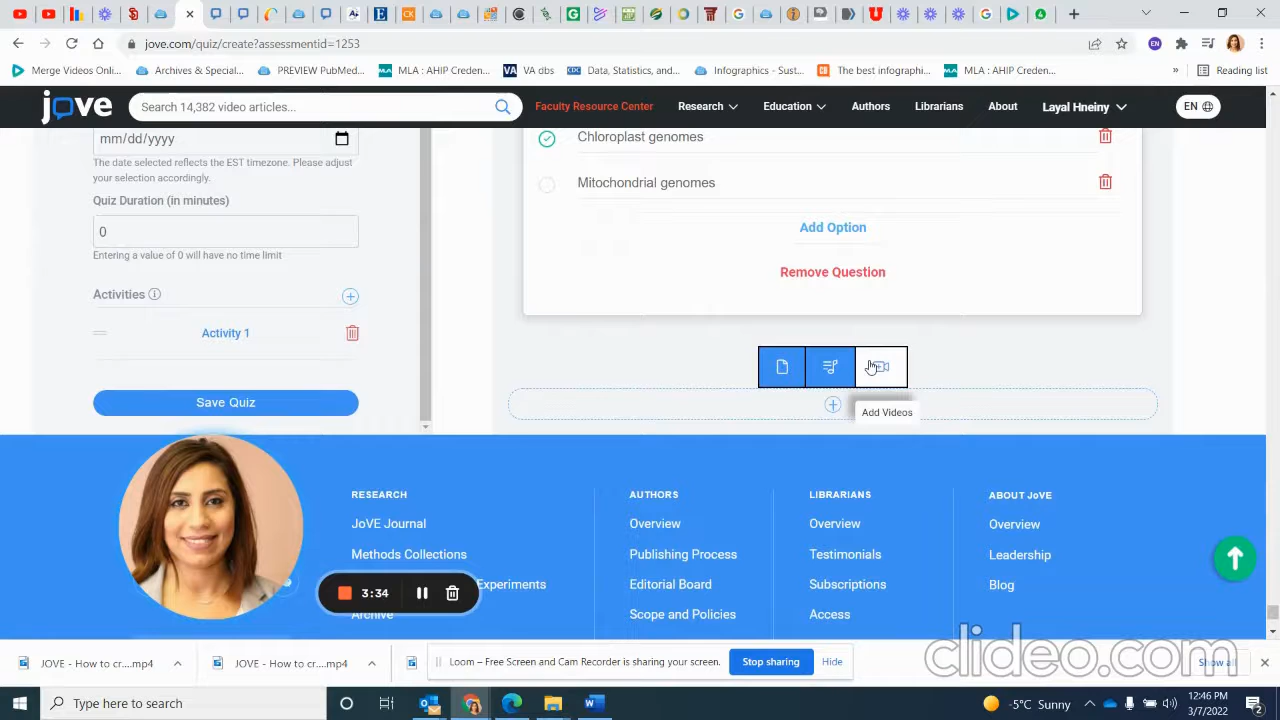 jove.com/quiz/create?assessmentid=1253
Merge Videos Onli...
Archives & Special...
PREVIEW PubMed...
MLA : AHIP Creden...
VA dbs
Data, Statistics, and...
Infographics - Sust...
The best infographi...
MLA : AHIP Creden...
»
Reading list
jove
Search 14,382 video articles...
Faculty Resource Center
Research
Education
Authors
Librarians
About
Layal Hneiny
EN
mm/dd/yyyy
The date selected reflects the EST timezone. Please adjust
your selection accordingly.
Quiz Duration (in minutes)
0
Entering a value of 0 will have no time limit
Activities
Activity 1
Save Quiz
Chloroplast genomes
Mitochondrial genomes
Add Option
Remove Question
Add Videos
RESEARCH
JoVE Journal
Methods Collections
Experiments
Archive
AUTHORS
Overview
Publishing Process
Editorial Board
Scope and Policies
LIBRARIANS
Overview
Testimonials
Subscriptions
Access
ABOUT JoVE
Overview
Leadership
Blog
3:34
clideo.com
JOVE - How to cr....mp4
JOVE - How to cr....mp4
Loom – Free Screen and Cam Recorder is sharing your screen.
Stop sharing
Hide
Show all
Type here to search
-5°C Sunny
12:46 PM
3/7/2022
2